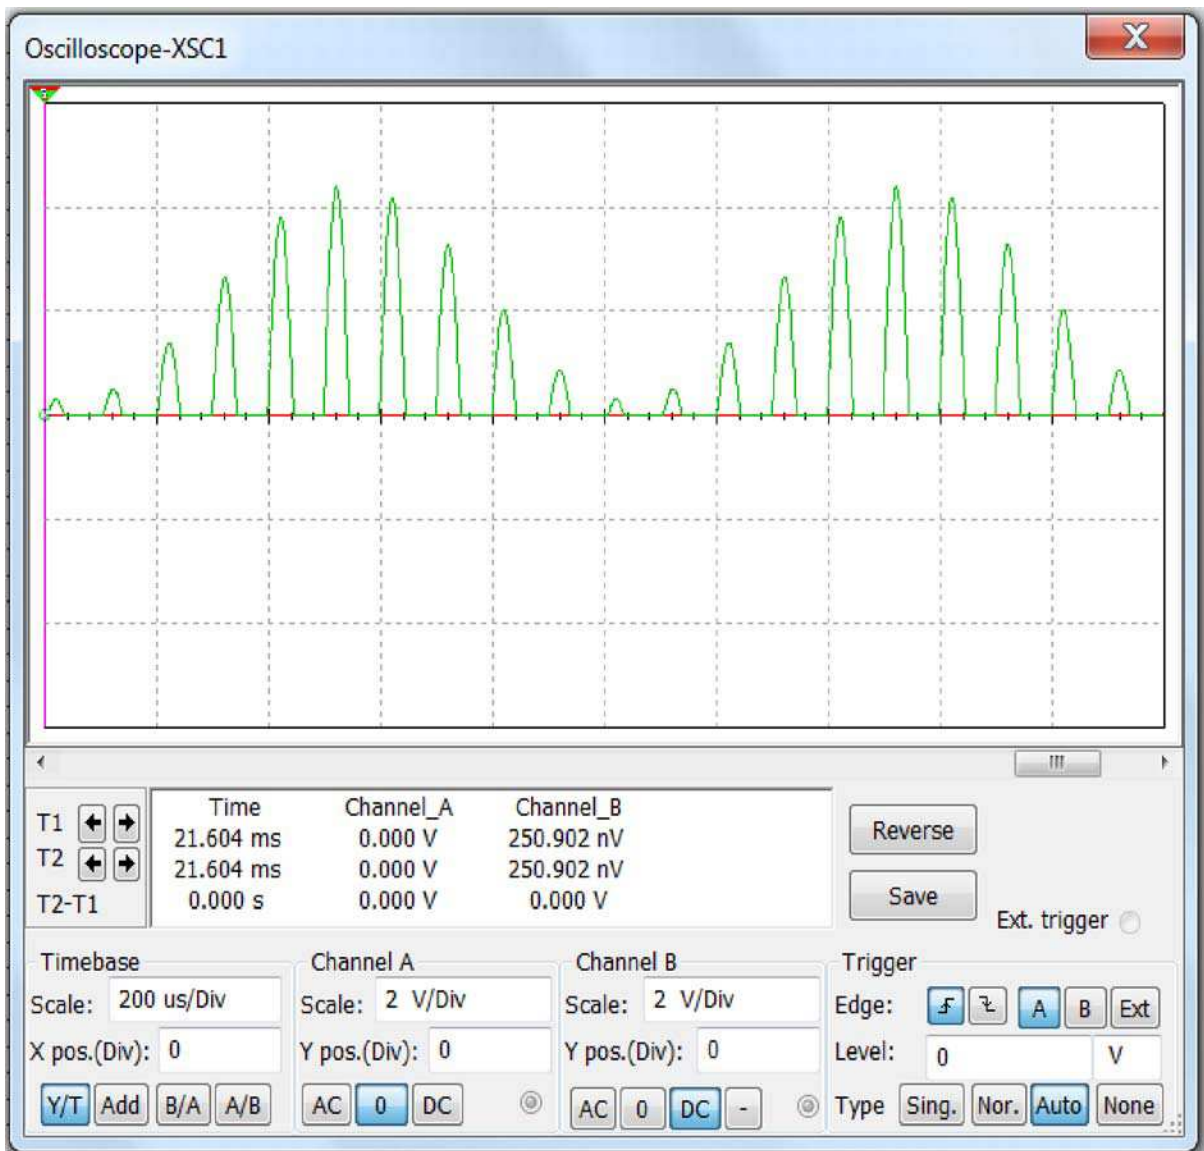 Oscilloscope-XSC1
X
T1
T2
T2-T1
Time Channel_A Channel_B
21.604 ms 0.000 V 250.902 nV
21.604 ms 0.000 V 250.902 nV
0.000 s 0.000 V 0.000 V
Reverse
Save
Ext. trigger
Timebase
Scale: 200 us/Div
X pos.(Div): 0
Y/T Add B/A A/B
Channel A
Scale: 2 V/Div
Y pos.(Div): 0
AC 0 DC
Channel B
Scale: 2 V/Div
Y pos.(Div): 0
AC 0 DC -
Trigger
Edge: A B Ext
Level: 0 V
Type Sing. Nor. Auto None